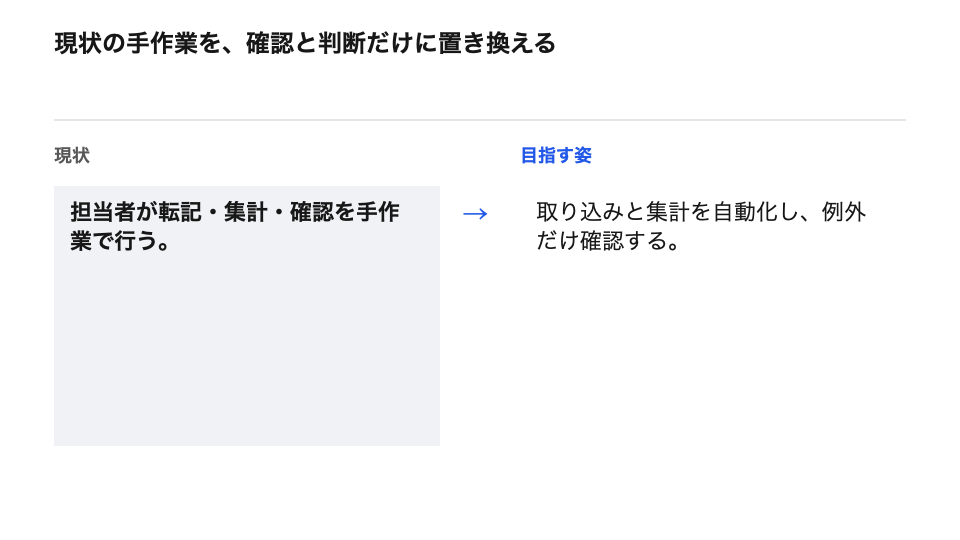 現状の手作業を、確認と判断だけに置き換える
現状
目指す姿
担当者が転記・集計・確認を手作
業で行う。
→
取り込みと集計を自動化し、例外
だけ確認する。